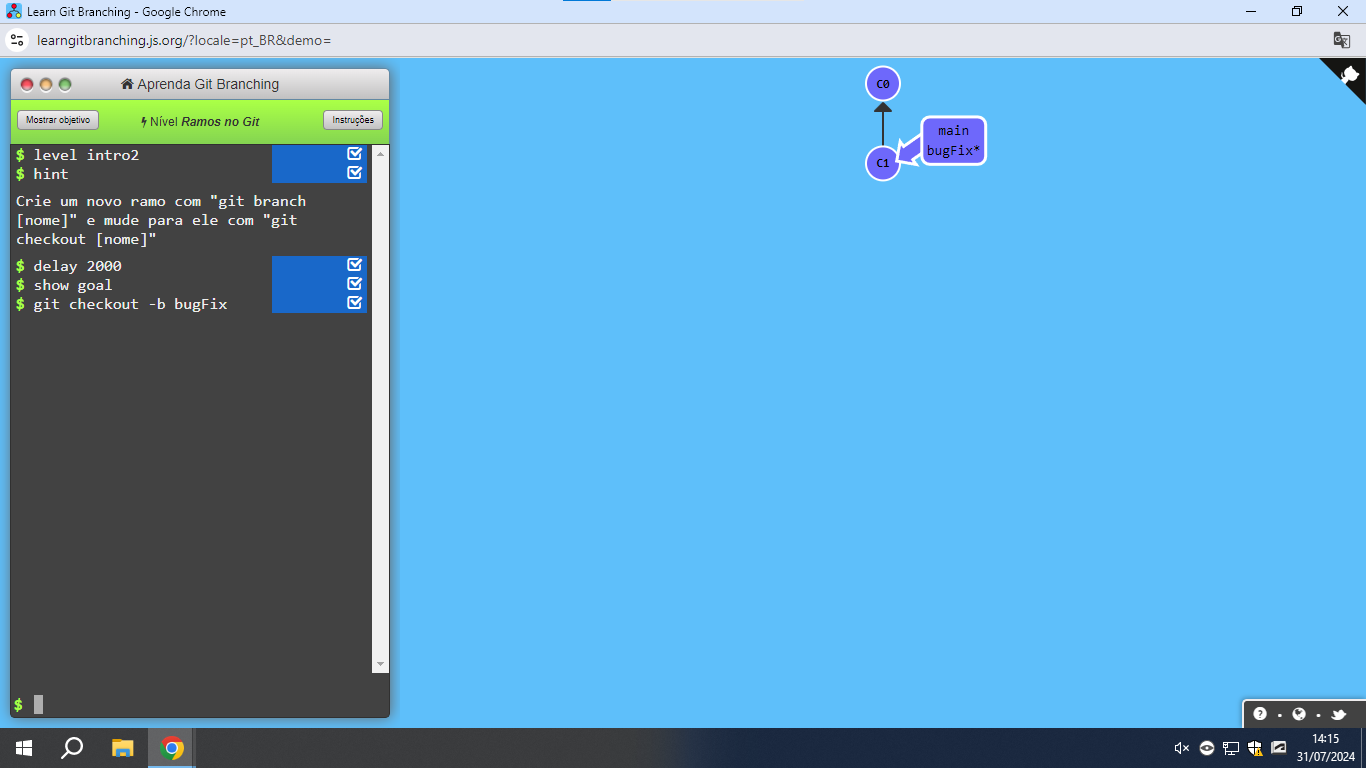 Learn Git Branching - Google Chrome
learngitbranching.js.org/?locale=pt_BR&demo=
Aprenda Git Branching
Mostrar objetivo
Nível Ramos no Git
Instruções
$ level intro2
$ hint
Crie um novo ramo com "git branch
[nome]" e mude para ele com "git
checkout [nome]"
$ delay 2000
$ show goal
$ git checkout -b bugFix
$
C0
main
bugFix*
C1
14:15
31/07/2024